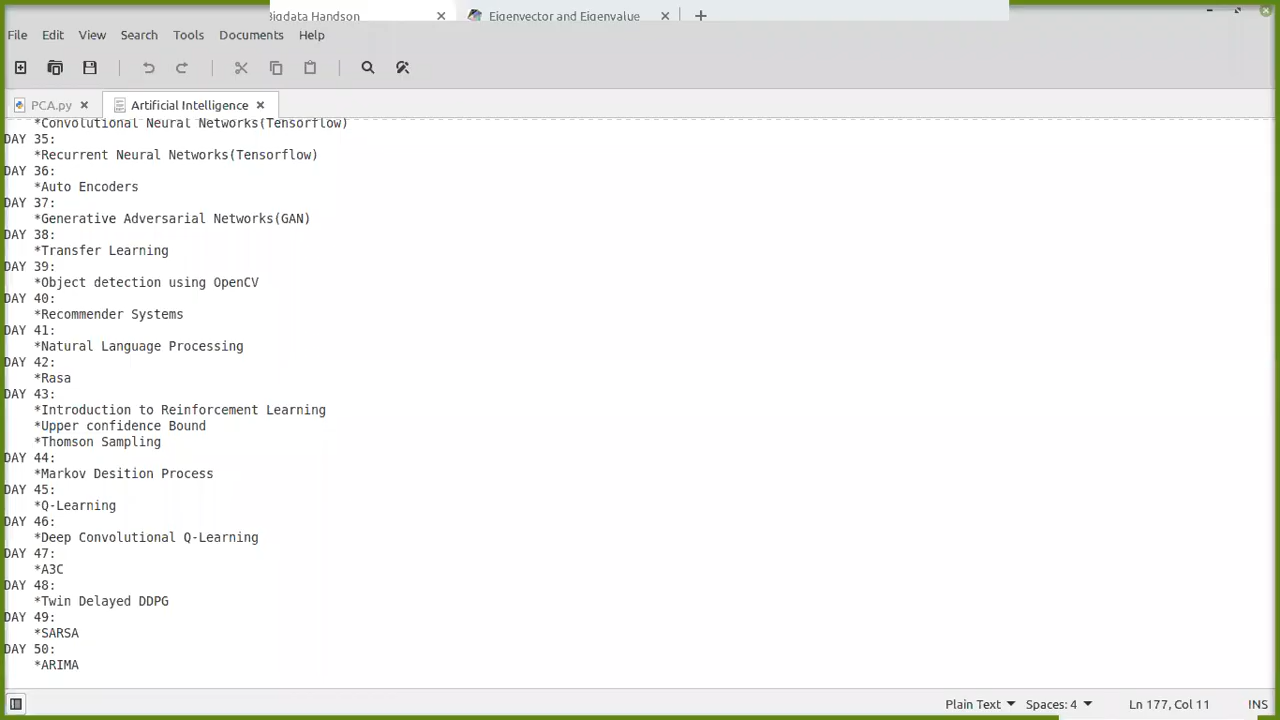 Bigdata Handson
Eigenvector and Eigenvalue
File Edit View Search Tools Documents Help
PCA.py
Artificial Intelligence
*Convolutional Neural Networks(Tensorflow)
DAY 35:
*Recurrent Neural Networks(Tensorflow)
DAY 36:
*Auto Encoders
DAY 37:
*Generative Adversarial Networks(GAN)
DAY 38:
*Transfer Learning
DAY 39:
*Object detection using OpenCV
DAY 40:
*Recommender Systems
DAY 41:
*Natural Language Processing
DAY 42:
*Rasa
DAY 43:
*Introduction to Reinforcement Learning
*Upper confidence Bound
*Thomson Sampling
DAY 44:
*Markov Desition Process
DAY 45:
*Q-Learning
DAY 46:
*Deep Convolutional Q-Learning
DAY 47:
*A3C
DAY 48:
*Twin Delayed DDPG
DAY 49:
*SARSA
DAY 50:
*ARIMA
Plain Text Spaces: 4 Ln 177, Col 11 INS